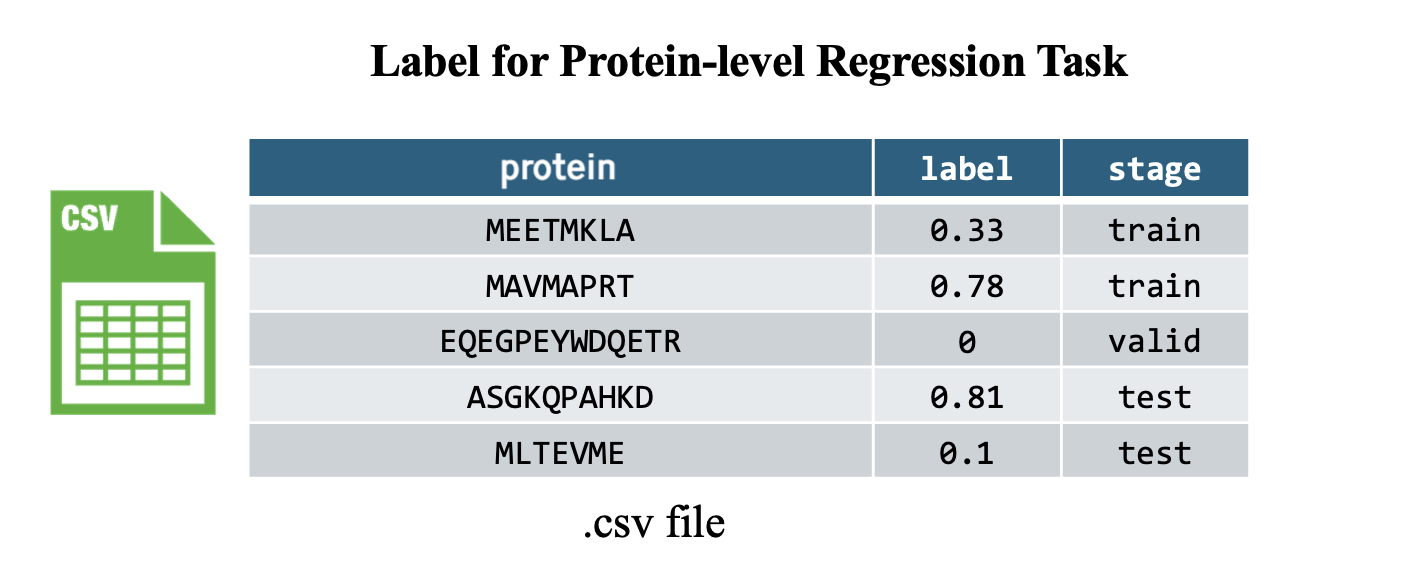 Label for Protein-level Regression Task
CSV
protein label stage
MEETMKLA 0.33 train
MAVMAPRT 0.78 train
EQEGPEYWDQETR 0 valid
ASGKQPAHKD 0.81 test
MLTEVME 0.1 test
.csv file